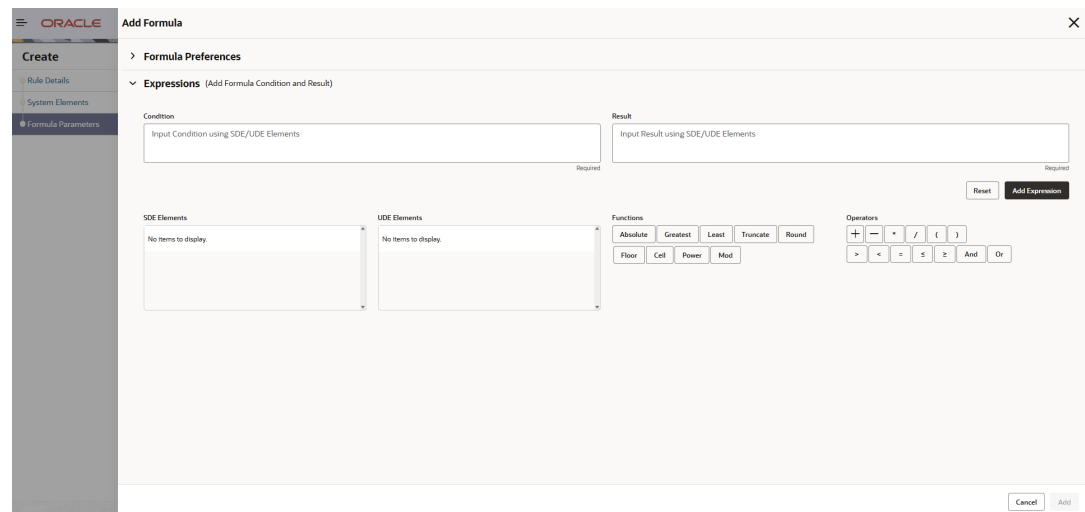 ORACLE
Add Formula
Create
Formula Preferences
Rule Details
Expressions (Add Formula Condition and Result)
System Elements
Formula Parameters
Condition
Result
Input Condition using SDE/UDE Elements
Input Result using SDE/UDE Elements
Required
Required
Reset
Add Expression
SDE Elements
UDE Elements
Functions
Operators
No items to display.
No items to display.
Absolute Greatest Least Truncate Round
+ — * / ( )
Floor Ceil Power Mod
> < = ≤ ≥ And Or
Cancel Add